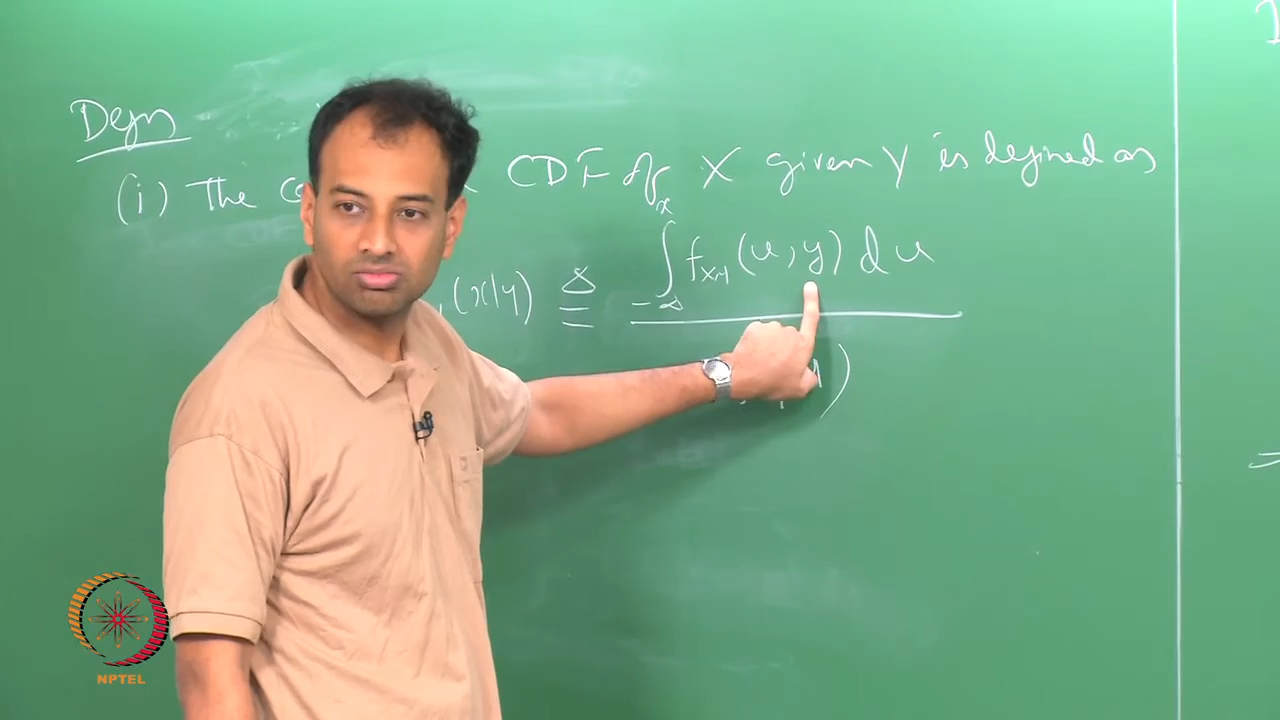 Defn
(i) The CDF of X given Y is defined as
(x|y) ≜ ∫_{-∞}^{x} f_{X,Y}(u,y) du
)
NPTEL